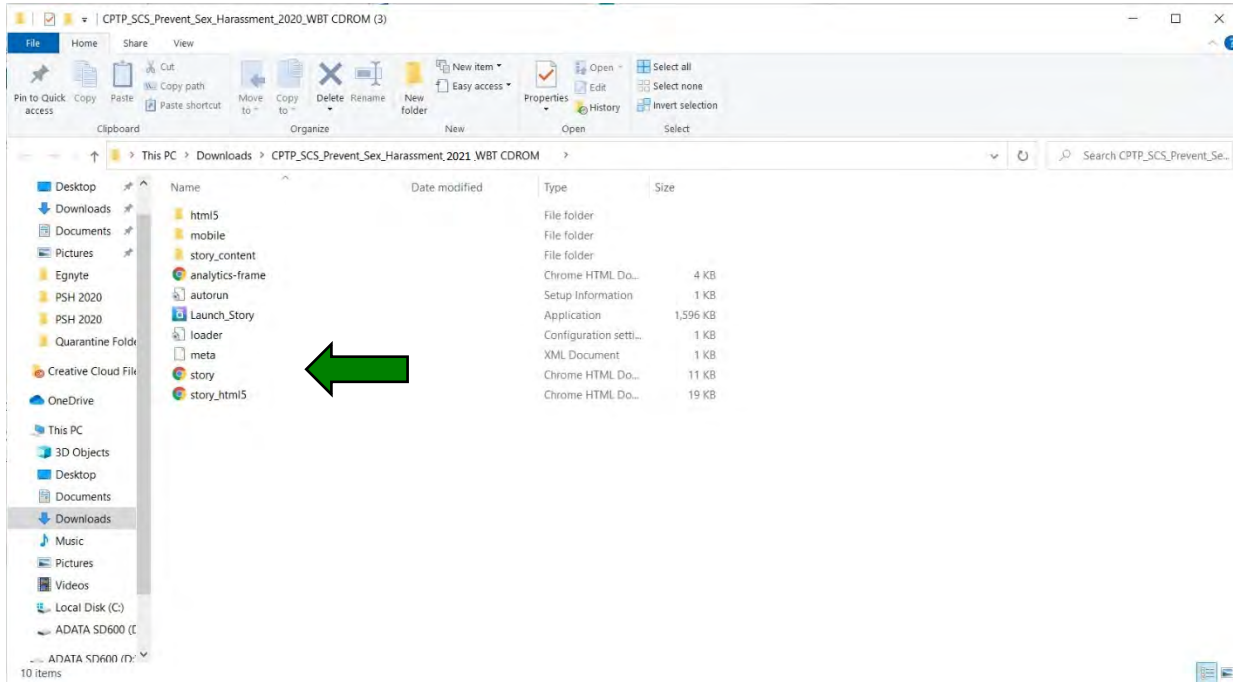 CPTP_SCS_Prevent_Sex_Harassment_2020_WBT CDROM (3)
File Home Share View
Pin to Quick access
Copy
Paste
Cut
Copy path
Paste shortcut
Move to
Copy to
Delete
Rename
New folder
New item
Easy access
Properties
Open
Edit
History
Select all
Select none
Invert selection
Clipboard Organize New Open Select
This PC > Downloads > CPTP_SCS_Prevent_Sex_Harassment_2021_WBT CDROM >
Search CPTP_SCS_Prevent_Se...
Name Date modified Type Size
html5 File folder
mobile File folder
story_content File folder
analytics-frame Chrome HTML Do... 4 KB
autorun Setup Information 1 KB
Launch_Story Application 1,596 KB
loader Configuration setti... 1 KB
meta XML Document 1 KB
story Chrome HTML Do... 11 KB
story_html5 Chrome HTML Do... 19 KB
Desktop
Downloads
Documents
Pictures
Egnyte
PSH 2020
PSH 2020
Quarantine Folde
Creative Cloud File
OneDrive
This PC
3D Objects
Desktop
Documents
Downloads
Music
Pictures
Videos
Local Disk (C:)
ADATA SD600 (D
ADATA SD600 (D:
10 items